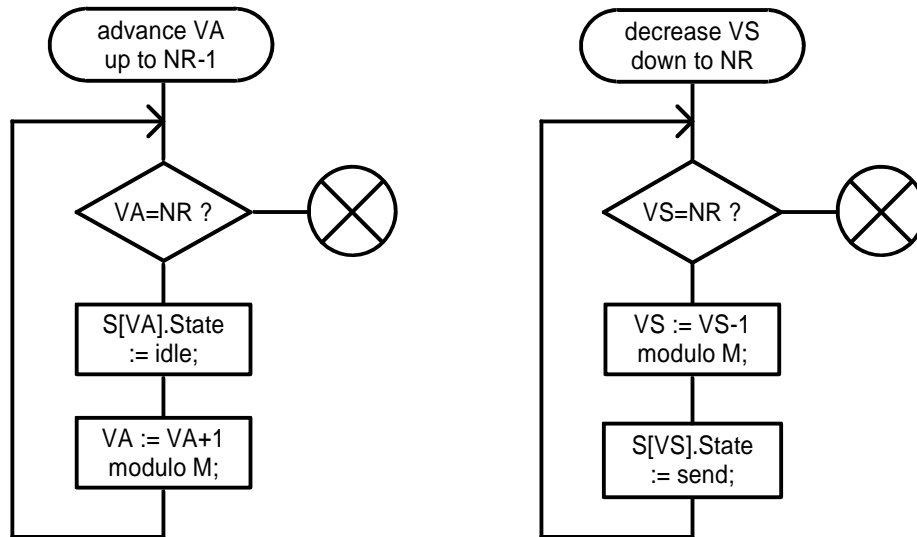 advance VA
up to NR-1
VA=NR ?
S[VA].State
:= idle;
VA := VA+1
modulo M;
decrease VS
down to NR
VS=NR ?
VS := VS-1
modulo M;
S[VS].State
:= send;